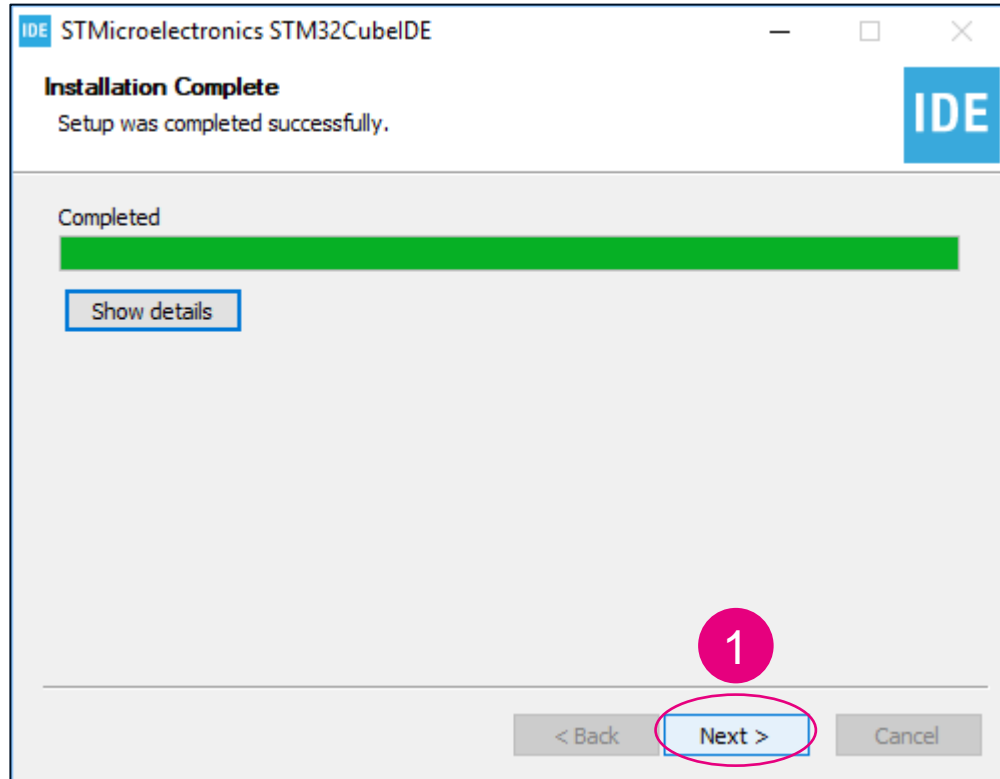 IDE STMicroelectronics STM32CubeIDE
Installation Complete
Setup was completed successfully.
IDE
Completed
Show details
1
< Back Next > Cancel